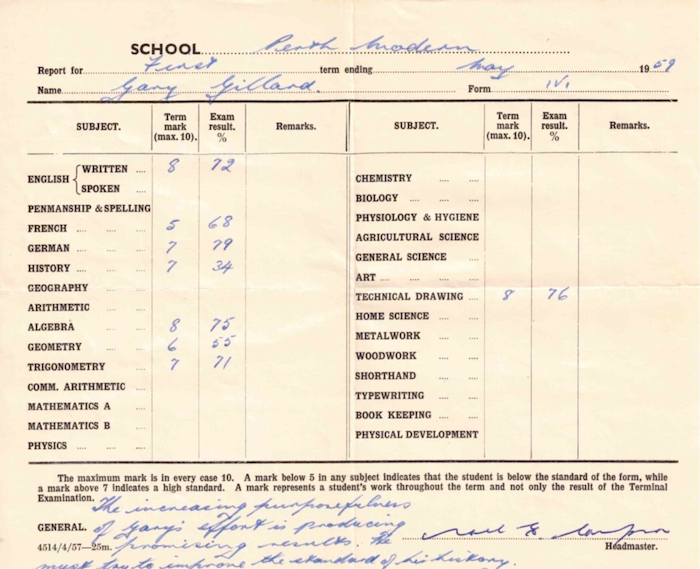 SCHOOL Perth Modern
Report for First term ending May 1959
Name Gary Gillard. Form IVI
SUBJECT. Term mark (max. 10). Exam result. % Remarks. SUBJECT. Term mark (max. 10). Exam result. % Remarks.
ENGLISH { WRITTEN .... 8 72
SPOKEN ....
CHEMISTRY .... ....
BIOLOGY .... ....
PENMANSHIP & SPELLING
PHYSIOLOGY & HYGIENE
FRENCH .... .... 5 68
AGRICULTURAL SCIENCE
GERMAN .... .... 7 79
GENERAL SCIENCE ....
HISTORY .... .... 7 34
ART .... .... ....
GEOGRAPHY ....
TECHNICAL DRAWING .... 8 76
ARITHMETIC ....
HOME SCIENCE .... ....
ALGEBRA .... 8 75
METALWORK .... ....
GEOMETRY .... .... 6 55
WOODWORK .... ....
TRIGONOMETRY .... 7 71
SHORTHAND .... ....
COMM. ARITHMETIC ....
TYPEWRITING .... ....
MATHEMATICS A ....
BOOK KEEPING .... ....
MATHEMATICS B ....
PHYSICAL DEVELOPMENT
PHYSICS .... ....
The maximum mark is in every case 10. A mark below 5 in any subject indicates that the student is below the standard of the form, while
a mark above 7 indicates a high standard. A mark represents a student's work throughout the term and not only the result of the Terminal
Examination.
The increasing purposefulness
GENERAL. of Gary's effort is producing
4514/4/57—25m. promising results. He Headmaster.
must try to improve the standard of his history.